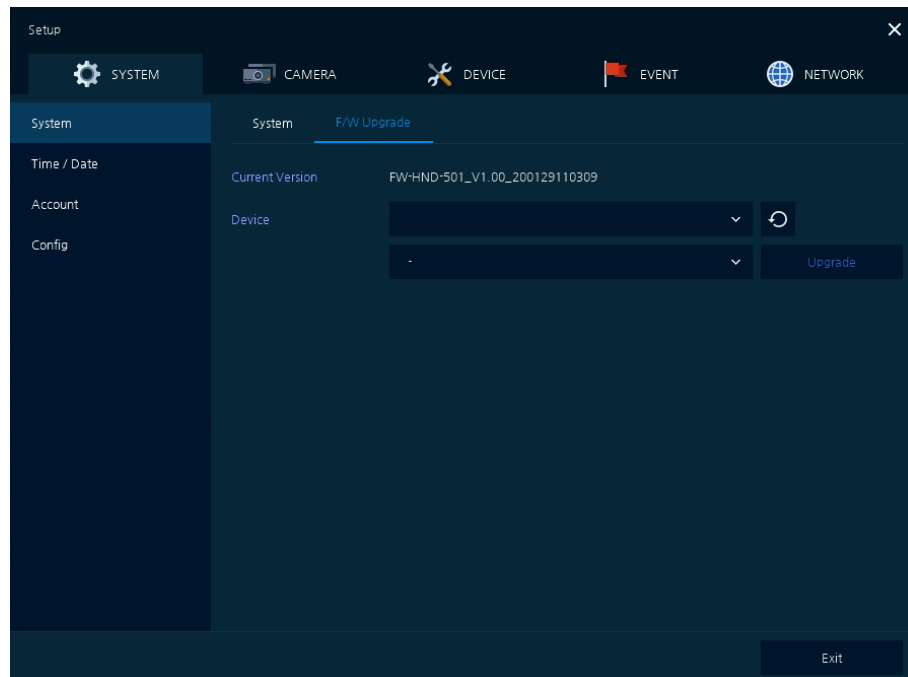 Setup
SYSTEM CAMERA DEVICE EVENT NETWORK
System
Time / Date
Account
Config
System F/W Upgrade
Current Version FW-HND-501_V1.00_200129110309
Device
- Upgrade
Exit